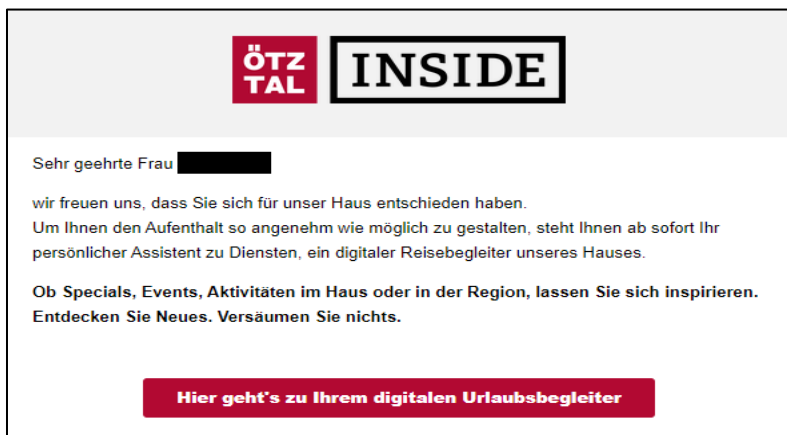 ÖTZ
TAL
INSIDE
Sehr geehrte Frau
wir freuen uns, dass Sie sich für unser Haus entschieden haben.
Um Ihnen den Aufenthalt so angenehm wie möglich zu gestalten, steht Ihnen ab sofort Ihr
persönlicher Assistent zu Diensten, ein digitaler Reisebegleiter unseres Hauses.
Ob Specials, Events, Aktivitäten im Haus oder in der Region, lassen Sie sich inspirieren.
Entdecken Sie Neues. Versäumen Sie nichts.
Hier geht's zu Ihrem digitalen Urlaubsbegleiter